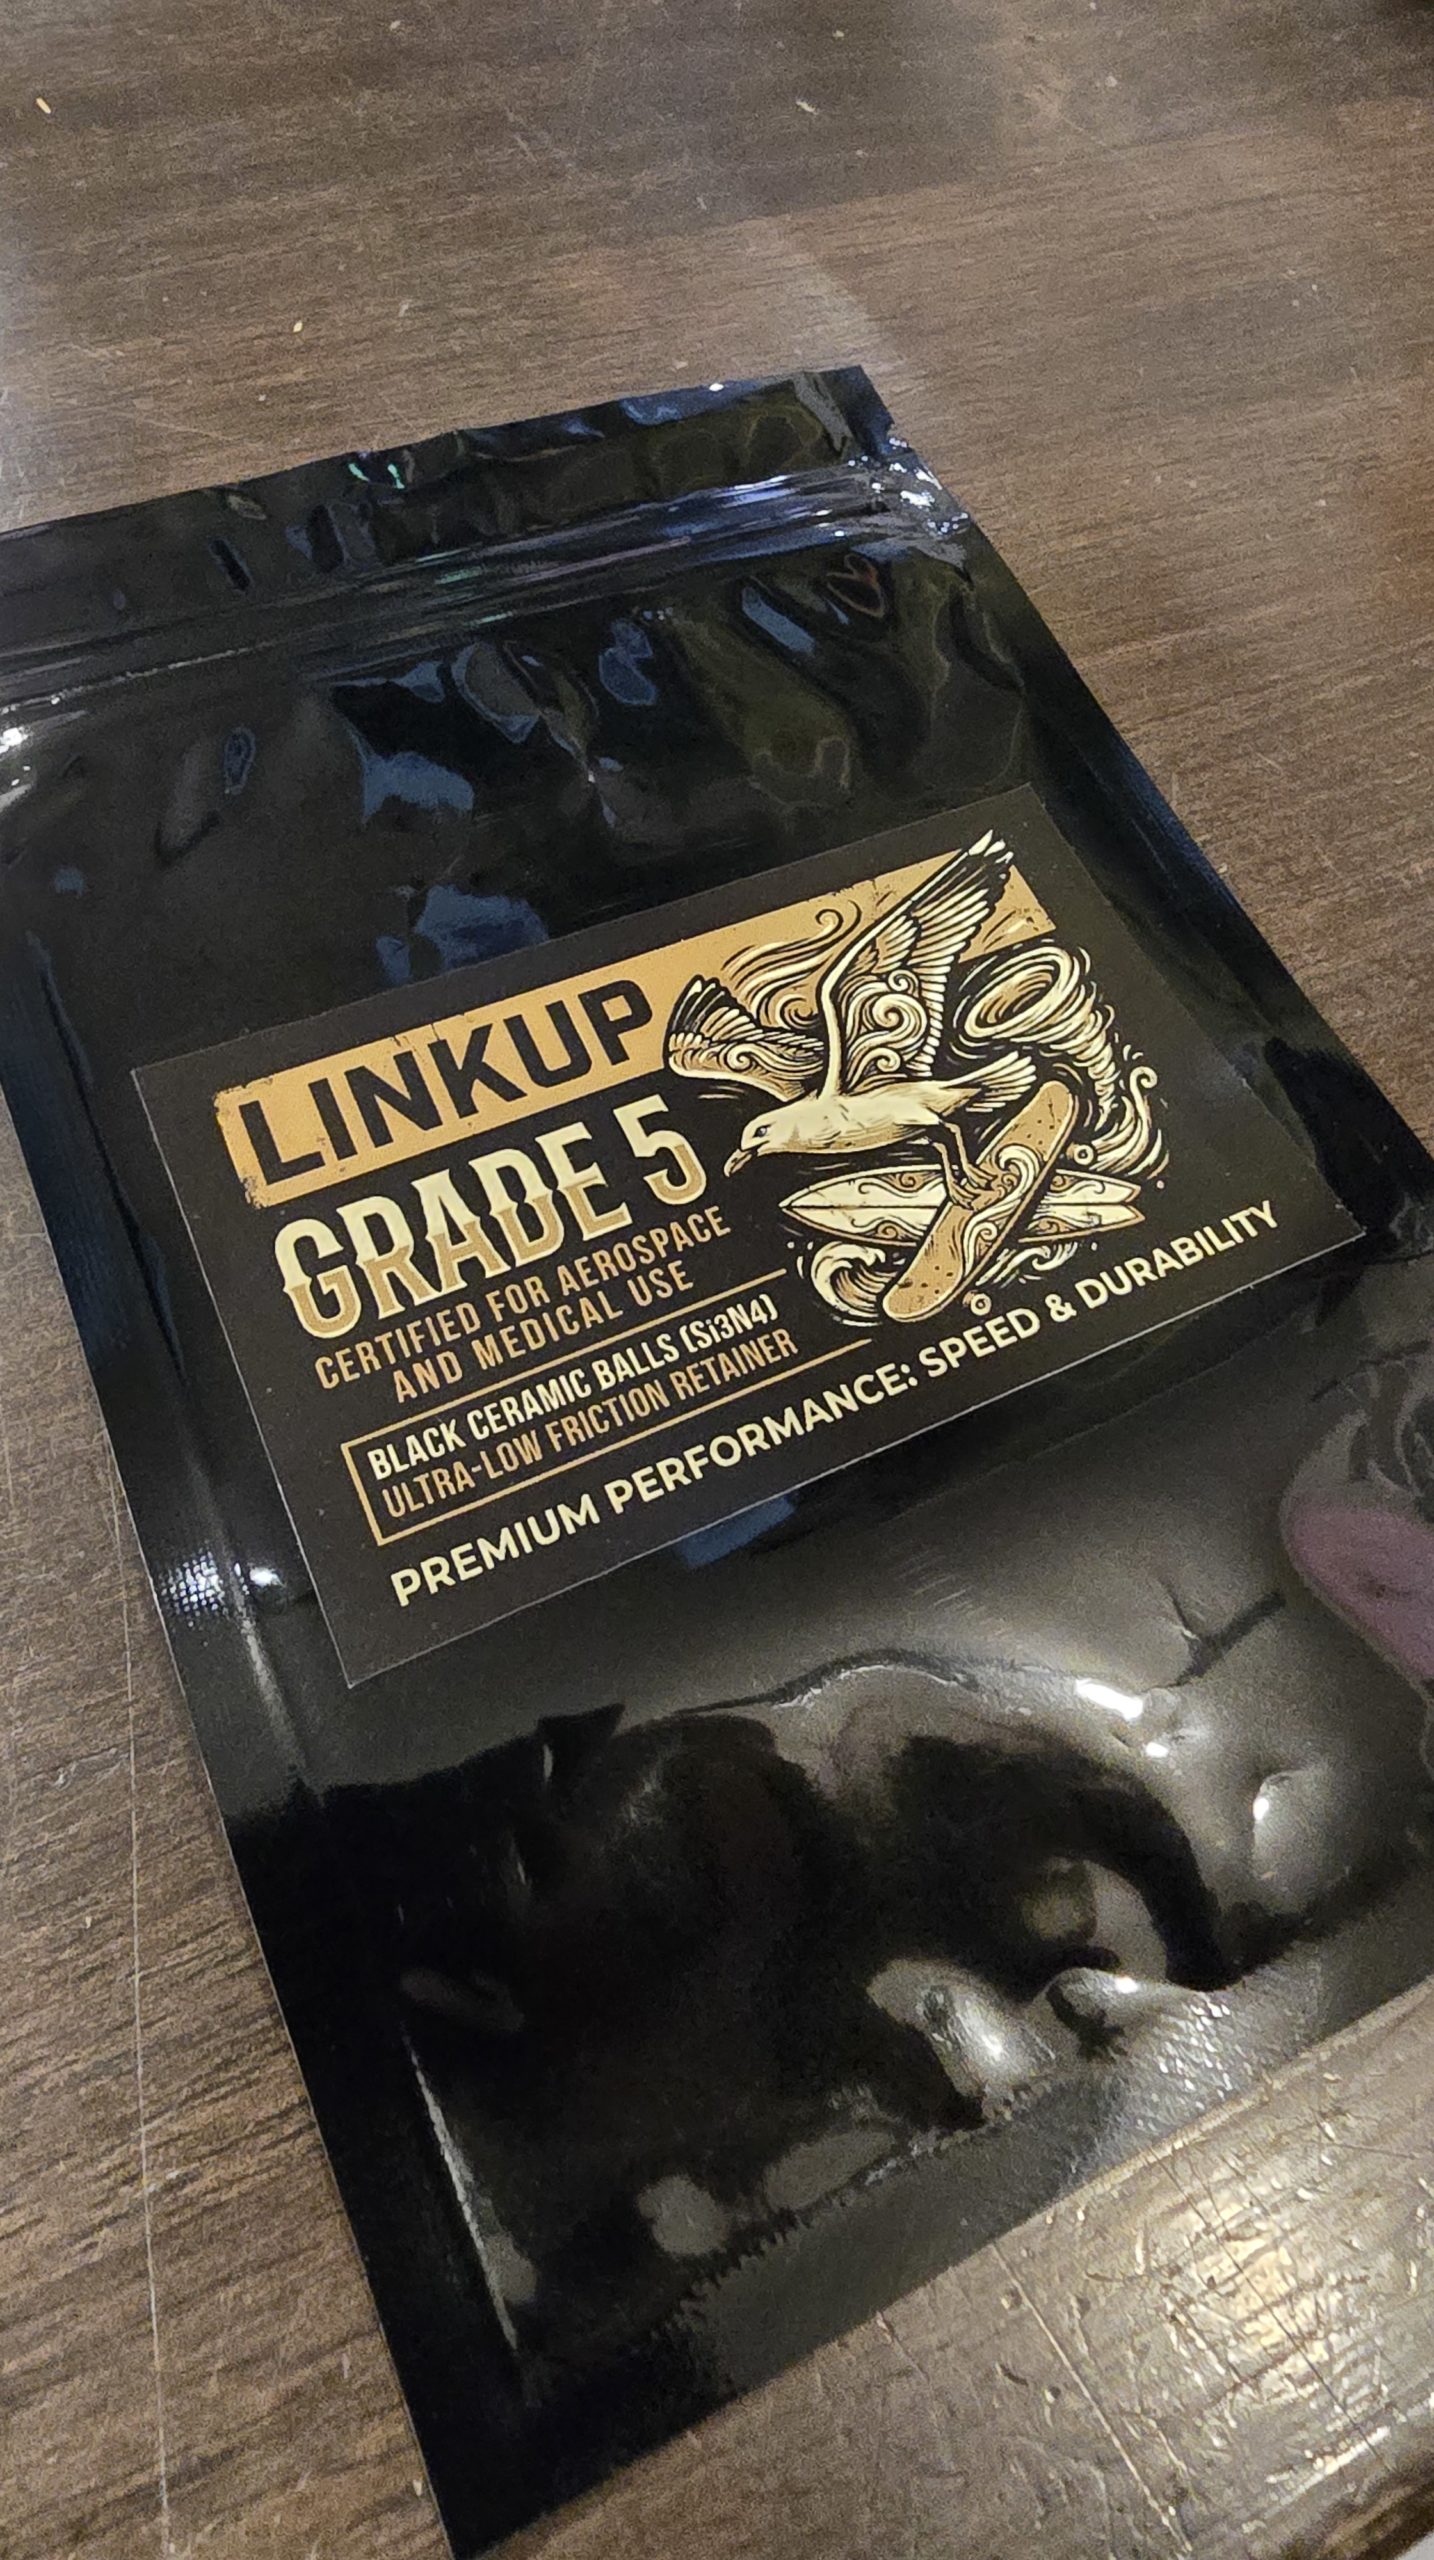 LINKUP
GRADE 5
CERTIFIED FOR AEROSPACE
AND MEDICAL USE
BLACK CERAMIC BALLS (Si3N4)
ULTRA-LOW FRICTION RETAINER
PREMIUM PERFORMANCE: SPEED & DURABILITY